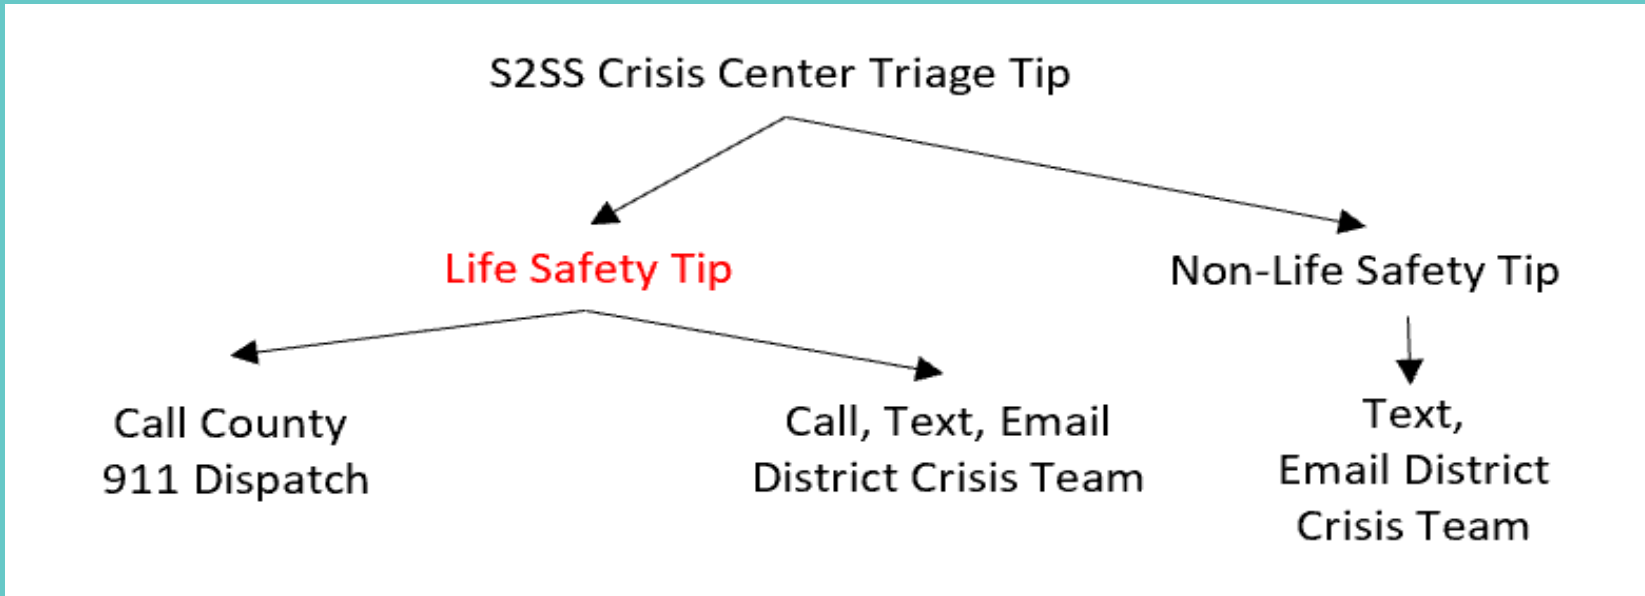 S2SS Crisis Center Triage Tip
Life Safety Tip
Non-Life Safety Tip
Call County
911 Dispatch
Call, Text, Email
District Crisis Team
Text,
Email District
Crisis Team